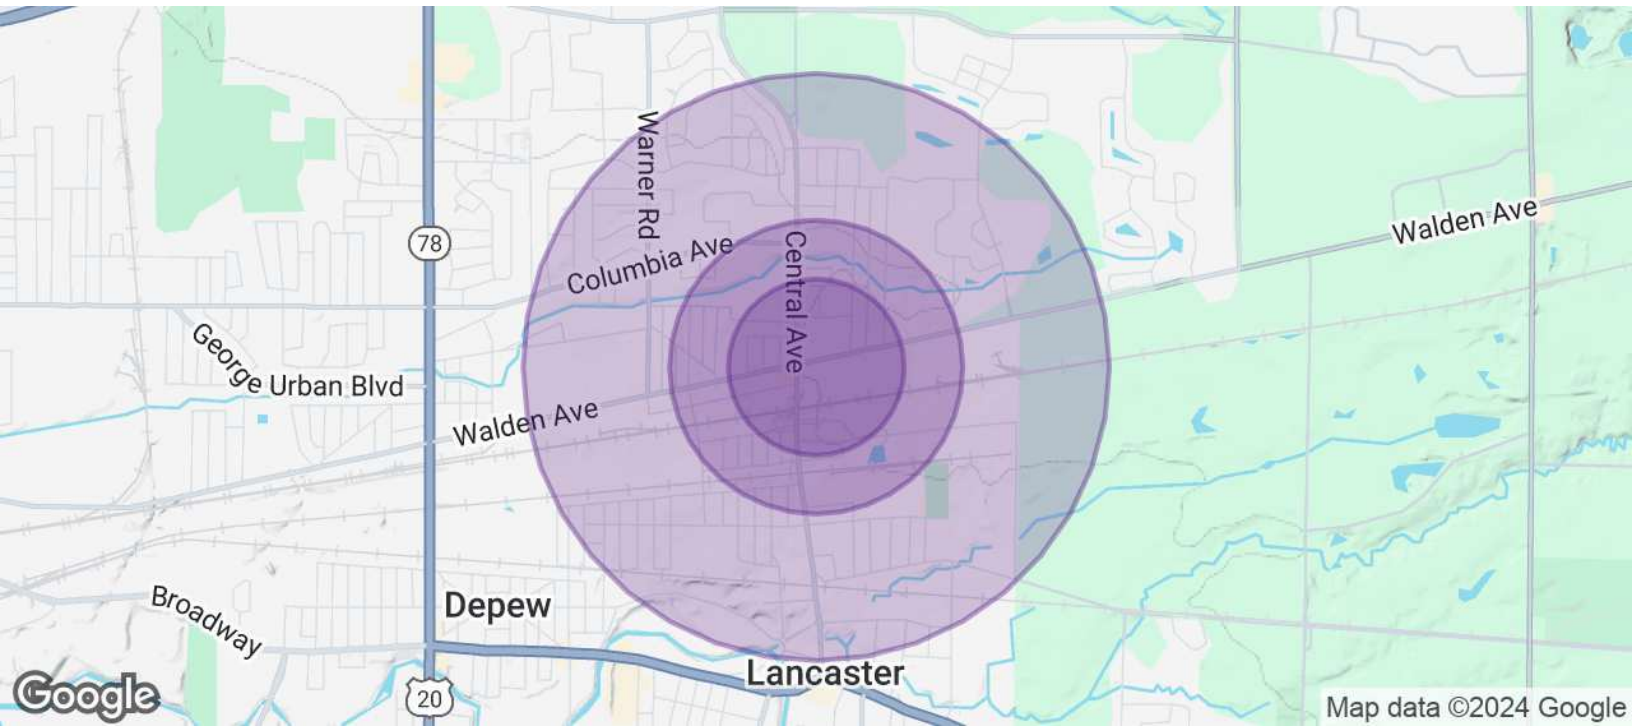 Warner Rd
Walden Ave
78
Columbia Ave
Central Ave
George Urban Blvd
Walden Ave
Broadway
Depew
Lancaster
20
Google
Map data ©2024 Google